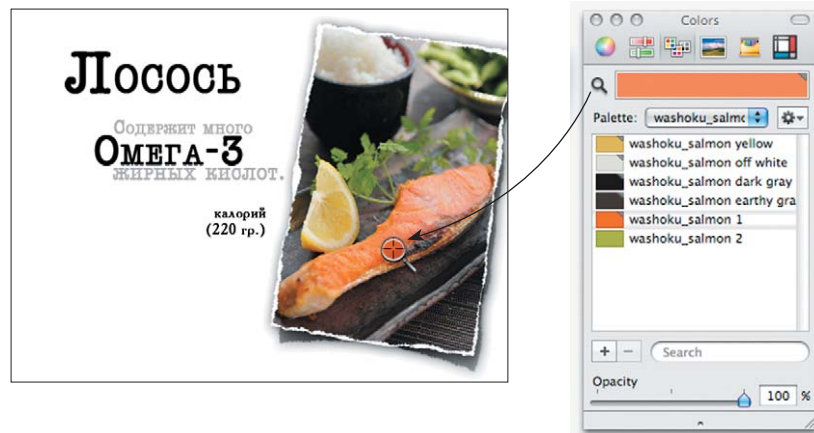 Лосось
Содержит много
Омега-3
жирных кислот.
калорий
(220 гр.)
Colors
Palette: washoku_salmo
washoku_salmon yellow
washoku_salmon off white
washoku_salmon dark gray
washoku_salmon earthy gra
washoku_salmon 1
washoku_salmon 2
+ −
Search
Opacity
100 %